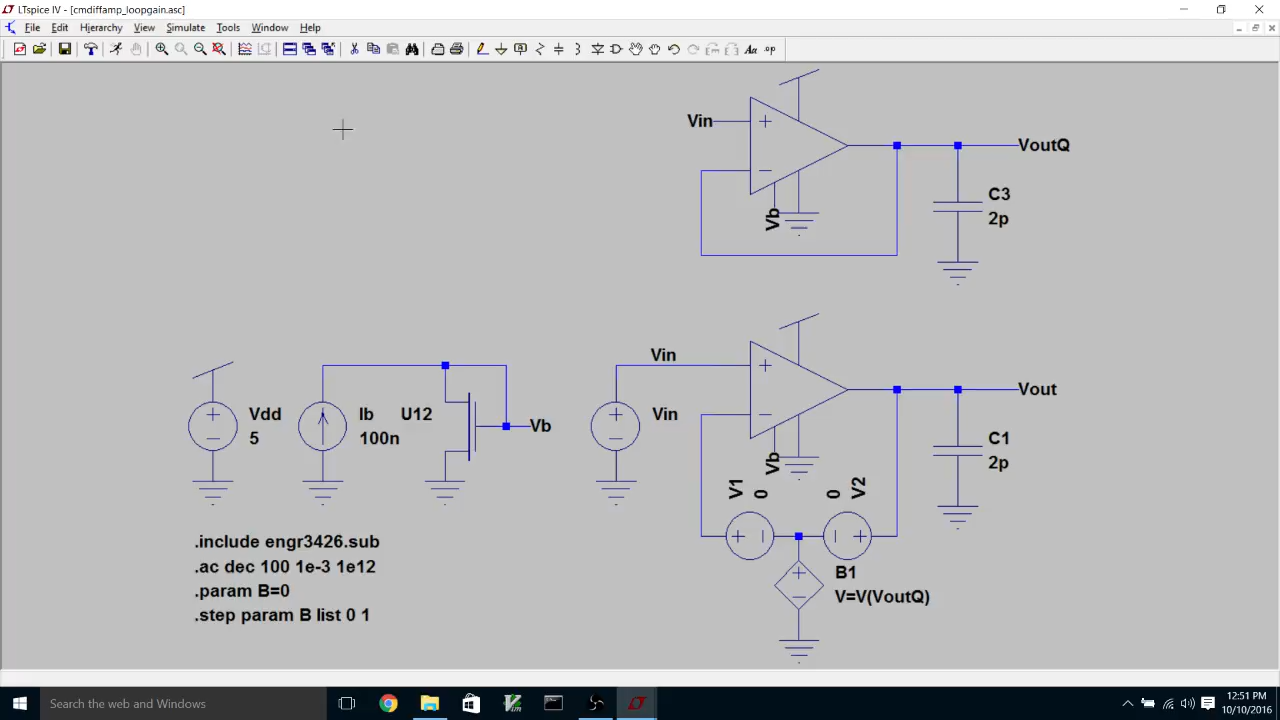 LTspice IV - [cmdiffamp_loopgain.asc]
File Edit Hierarchy View Simulate Tools Window Help
Aa .op
Vin
VoutQ
C3
2p
Vb
Vin
Vout
Vdd
5
Ib
100n
U12
Vb
Vin
C1
2p
Vb
V1
0
0
V2
B1
V=V(VoutQ)
.include engr3426.sub
.ac dec 100 1e-3 1e12
.param B=0
.step param B list 0 1
Search the web and Windows
12:51 PM
10/10/2016